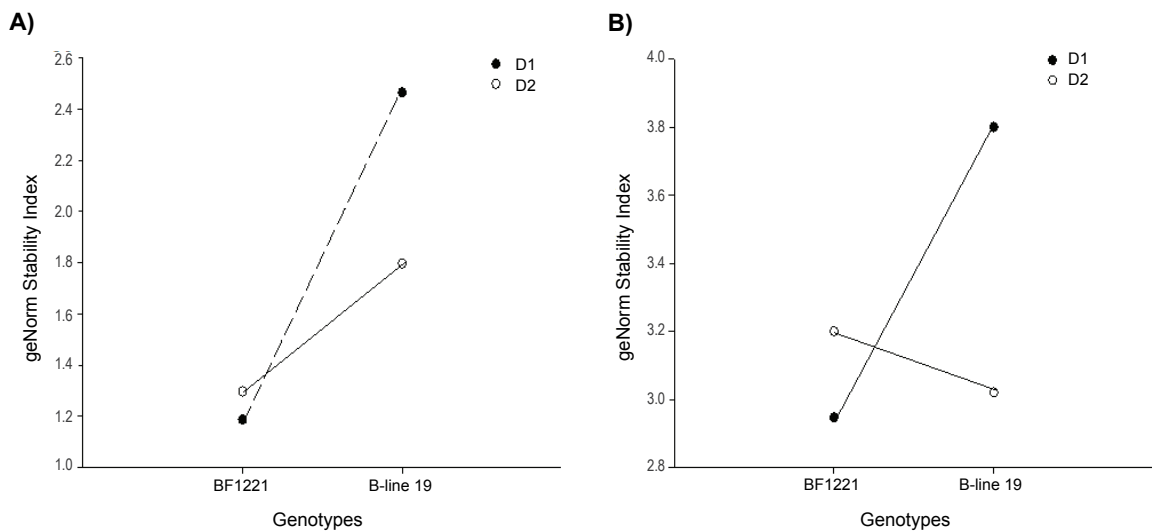 A)
2.6
2.4
2.2
2.0
1.8
1.6
1.4
1.2
1.0
geNorm Stability Index
D1
D2
BF1221 B-line 19
Genotypes
B)
4.0
3.8
3.6
3.4
3.2
3.0
2.8
geNorm Stability Index
D1
D2
BF1221 B-line 19
Genotypes